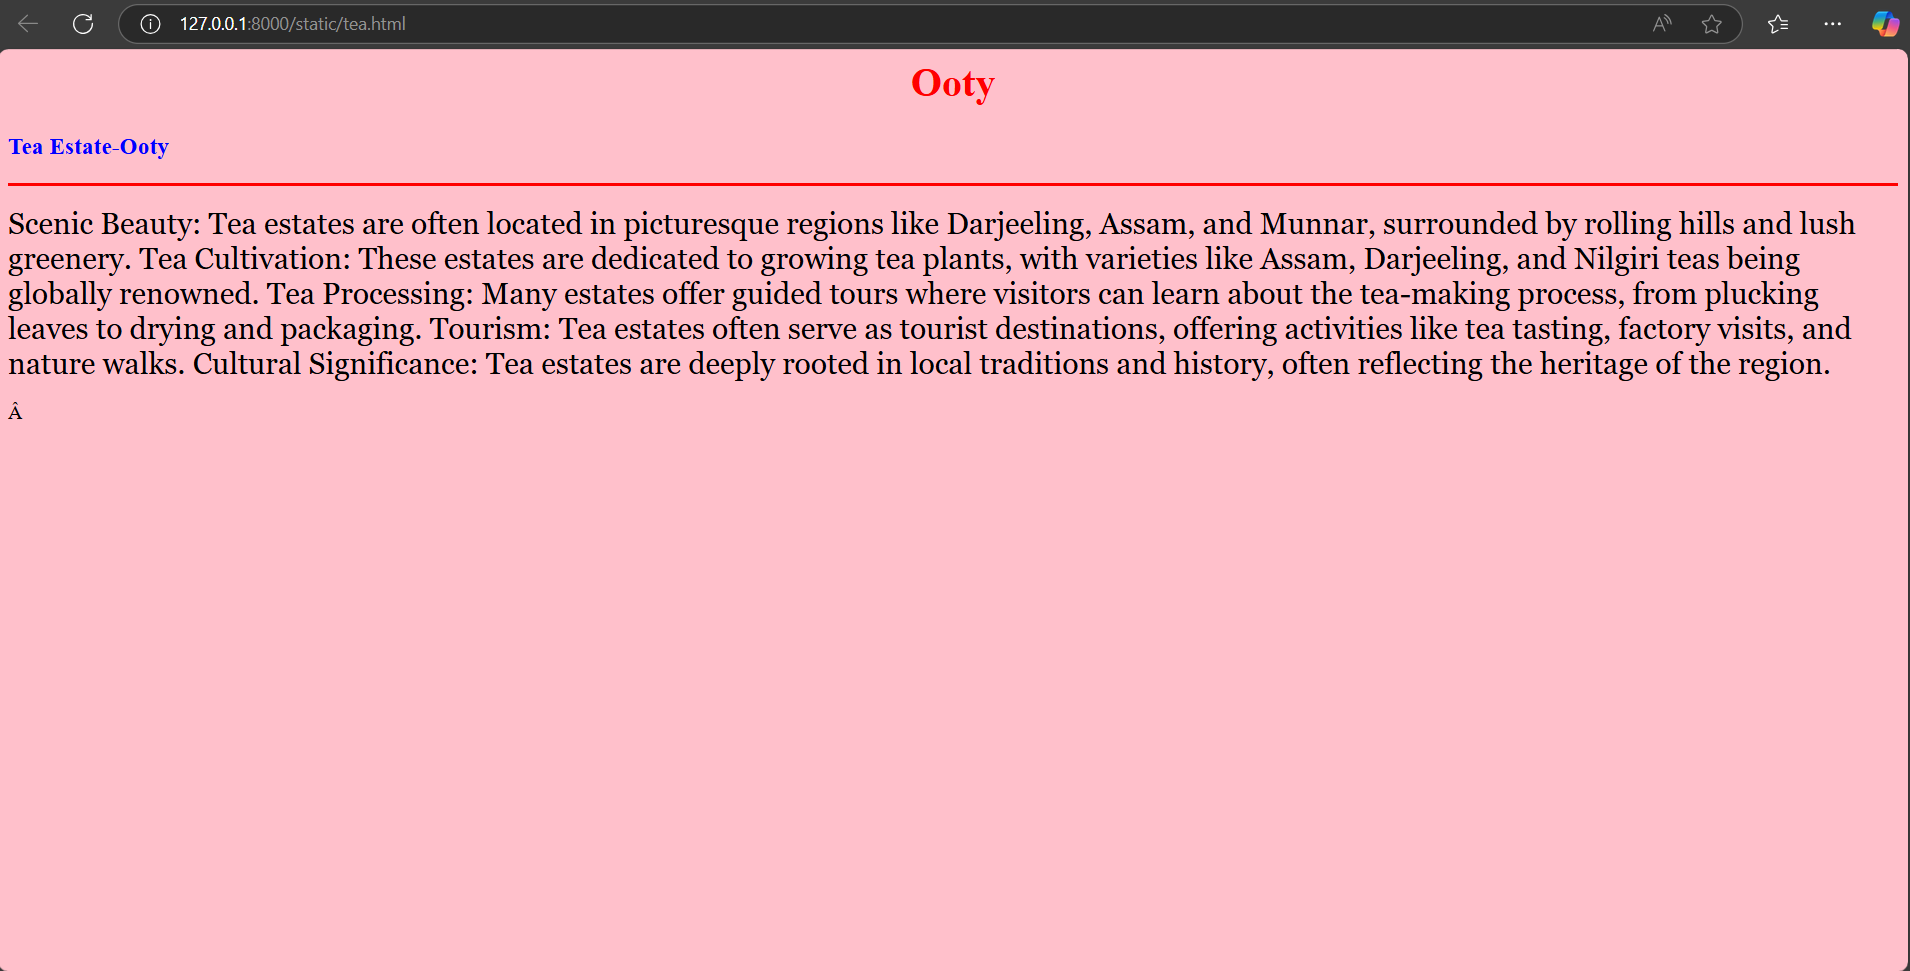 127.0.0.1:8000/static/tea.html
Ooty
Tea Estate-Ooty
Scenic Beauty: Tea estates are often located in picturesque regions like Darjeeling, Assam, and Munnar, surrounded by rolling hills and lush
greenery. Tea Cultivation: These estates are dedicated to growing tea plants, with varieties like Assam, Darjeeling, and Nilgiri teas being
globally renowned. Tea Processing: Many estates offer guided tours where visitors can learn about the tea-making process, from plucking
leaves to drying and packaging. Tourism: Tea estates often serve as tourist destinations, offering activities like tea tasting, factory visits, and
nature walks. Cultural Significance: Tea estates are deeply rooted in local traditions and history, often reflecting the heritage of the region.
Â